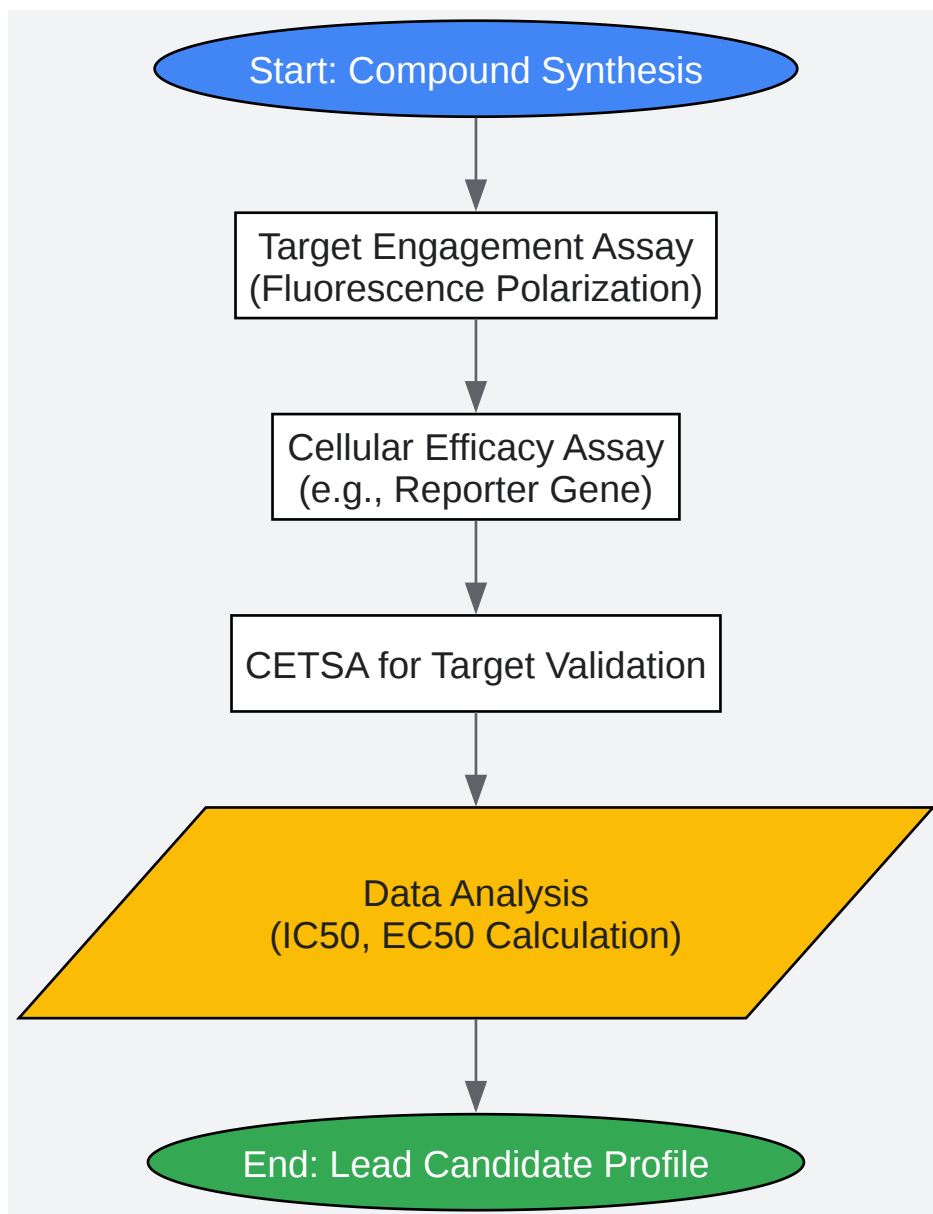 Start: Compound Synthesis
Target Engagement Assay
(Fluorescence Polarization)
Cellular Efficacy Assay
(e.g., Reporter Gene)
CETSA for Target Validation
Data Analysis
(IC50, EC50 Calculation)
End: Lead Candidate Profile